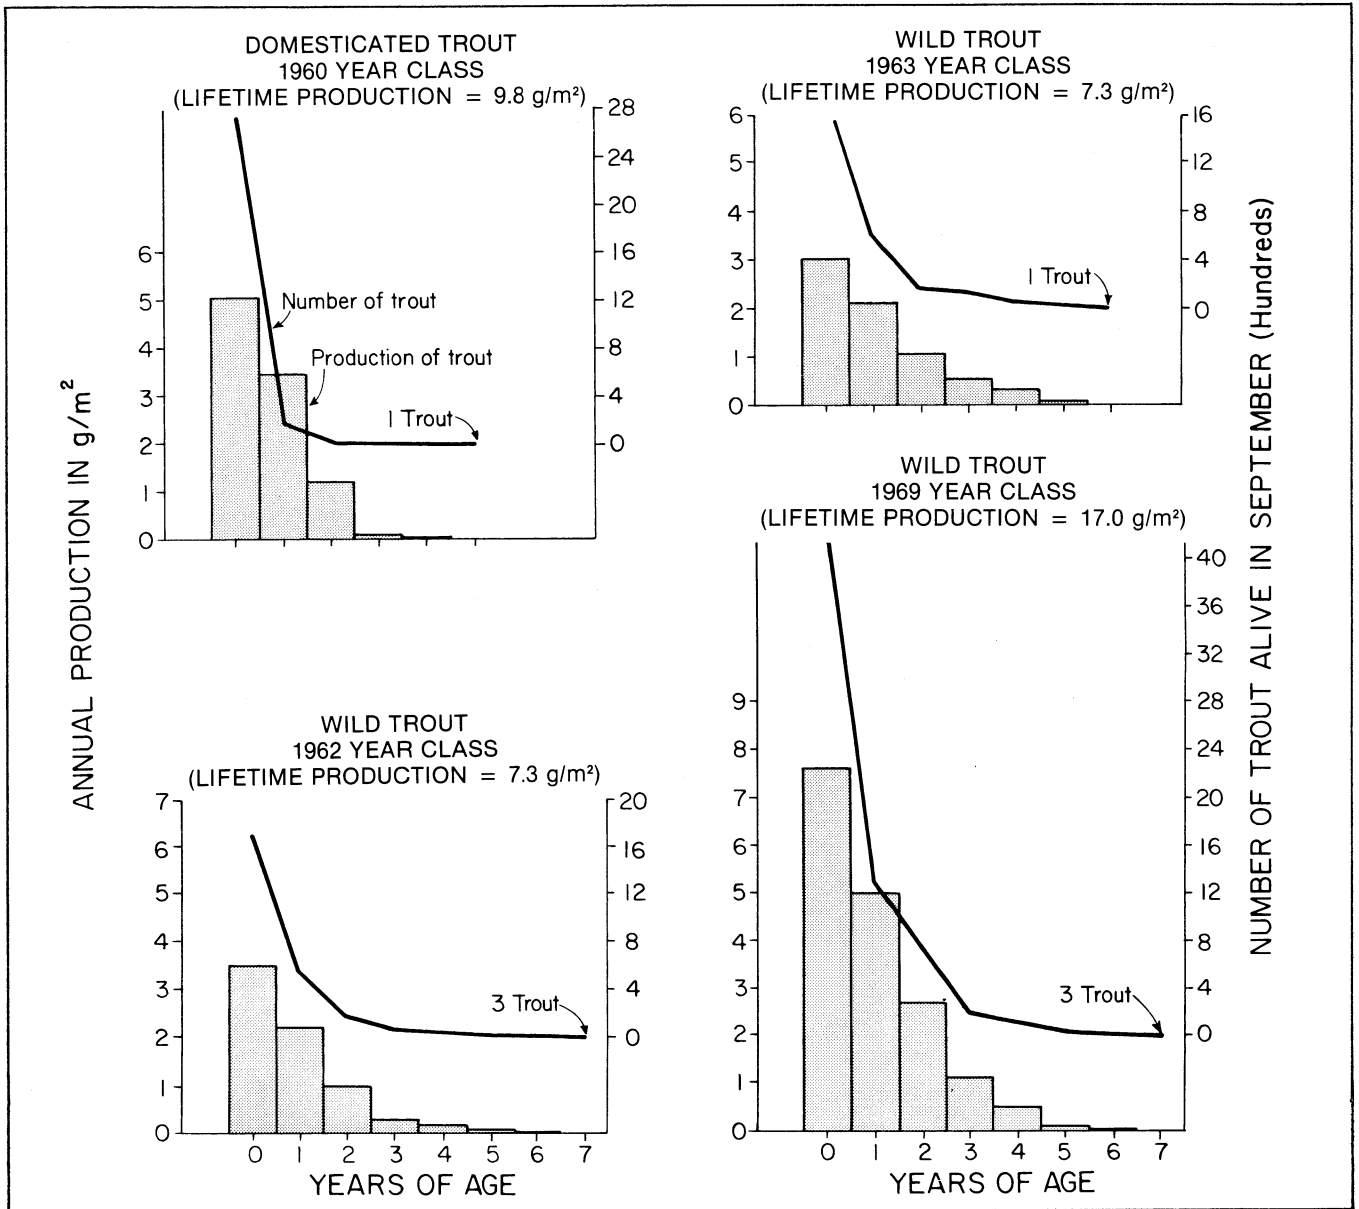 DOMESTICATED TROUT
1960 YEAR CLASS
(LIFETIME PRODUCTION = 9.8 g/m²)
28
24
20
16
12
8
4
0
6
5
4
3
2
1
0
Number of trout
Production of trout
1 Trout
WILD TROUT
1963 YEAR CLASS
(LIFETIME PRODUCTION = 7.3 g/m²)
6
5
4
3
2
1
0
16
12
8
4
0
1 Trout
WILD TROUT
1962 YEAR CLASS
(LIFETIME PRODUCTION = 7.3 g/m²)
7
6
5
4
3
2
1
0
20
16
12
8
4
0
3 Trout
0 1 2 3 4 5 6 7
YEARS OF AGE
WILD TROUT
1969 YEAR CLASS
(LIFETIME PRODUCTION = 17.0 g/m²)
9
8
7
6
5
4
3
2
1
0
40
36
32
28
24
20
16
12
8
4
0
3 Trout
0 1 2 3 4 5 6 7
YEARS OF AGE
ANNUAL PRODUCTION IN g/m²
NUMBER OF TROUT ALIVE IN SEPTEMBER (Hundreds)